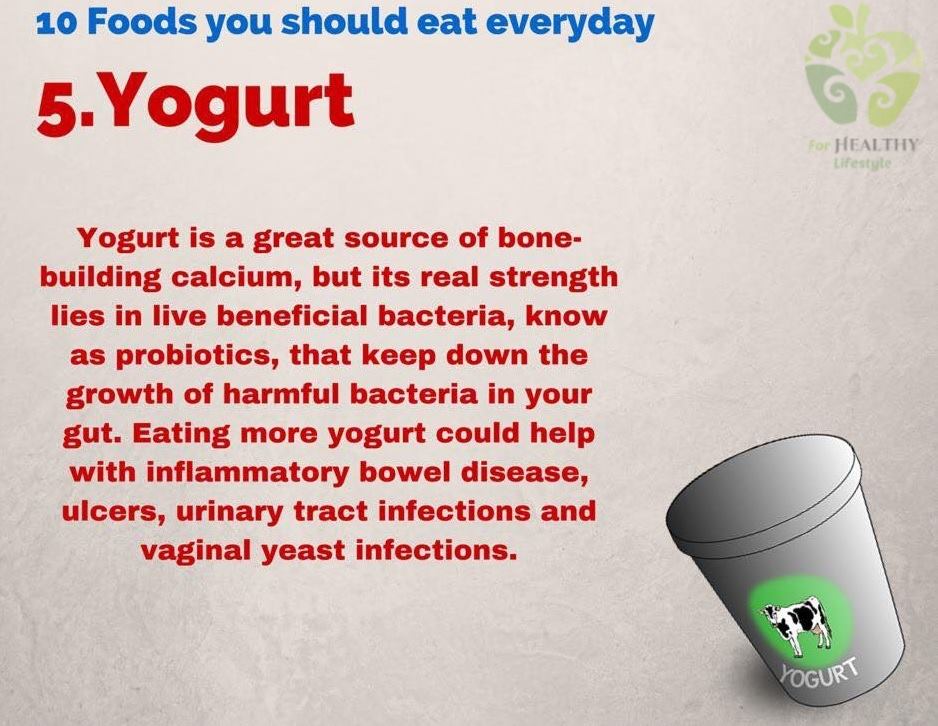 10 Foods you should eat everyday
5.Yogurt
For HEALTHY
Lifestyle
Yogurt is a great source of bone-
building calcium, but its real strength
lies in live beneficial bacteria, know
as probiotics, that keep down the
growth of harmful bacteria in your
gut. Eating more yogurt could help
with inflammatory bowel disease,
ulcers, urinary tract infections and
vaginal yeast infections.
YOGURT